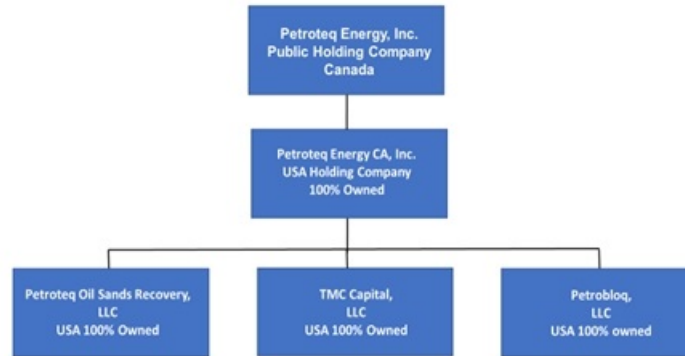 Petroteq Energy, Inc.
Public Holding Company
Canada
Petroteq Energy CA, Inc.
USA Holding Company
100% Owned
Petroteq Oil Sands Recovery,
LLC
USA 100% Owned
TMC Capital,
LLC
USA 100% Owned
Petrobloq,
LLC
USA 100% owned